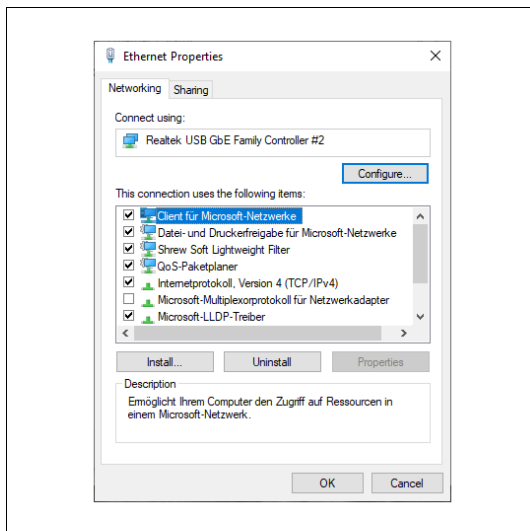 Ethernet Properties
Networking
Sharing
Connect using:
Realtek USB GbE Family Controller #2
Configure...
This connection uses the following items:
Client für Microsoft-Netzwerke
Datei- und Druckerfreigabe für Microsoft-Netzwerke
Shrew Soft Lightweight Filter
QoS-Paketplaner
Internetprotokoll, Version 4 (TCP/IPv4)
Microsoft-Multiplexorprotokoll für Netzwerkadapter
Microsoft-LLDP-Treiber
Install...
Uninstall
Properties
Description
Ermöglicht Ihrem Computer den Zugriff auf Ressourcen in
einem Microsoft-Netzwerk.
OK
Cancel